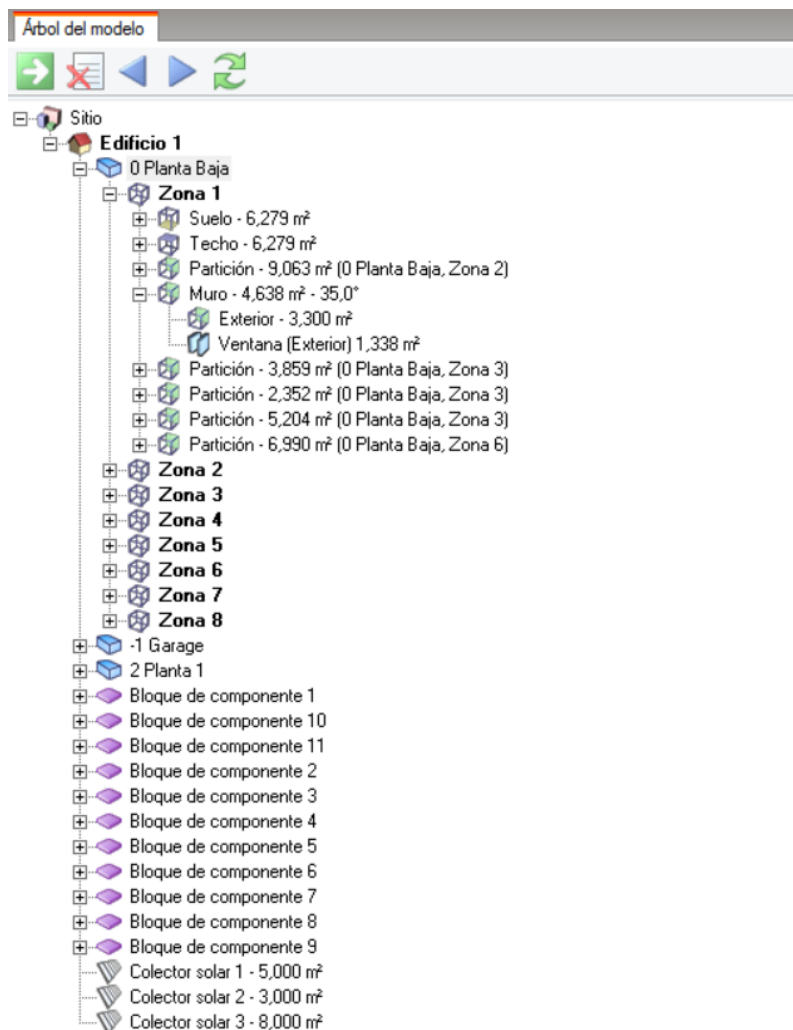 Árbol del modelo
Sitio
Edificio 1
0 Planta Baja
Zona 1
Suelo - 6,279 m²
Techo - 6,279 m²
Partición - 9,063 m² (0 Planta Baja, Zona 2)
Muro - 4,638 m² - 35,0°
Exterior - 3,300 m²
Ventana (Exterior) 1,338 m²
Partición - 3,859 m² (0 Planta Baja, Zona 3)
Partición - 2,352 m² (0 Planta Baja, Zona 3)
Partición - 5,204 m² (0 Planta Baja, Zona 3)
Partición - 6,990 m² (0 Planta Baja, Zona 6)
Zona 2
Zona 3
Zona 4
Zona 5
Zona 6
Zona 7
Zona 8
-1 Garage
2 Planta 1
Bloque de componente 1
Bloque de componente 10
Bloque de componente 11
Bloque de componente 2
Bloque de componente 3
Bloque de componente 4
Bloque de componente 5
Bloque de componente 6
Bloque de componente 7
Bloque de componente 8
Bloque de componente 9
Colector solar 1 - 5,000 m²
Colector solar 2 - 3,000 m²
Colector solar 3 - 8,000 m²